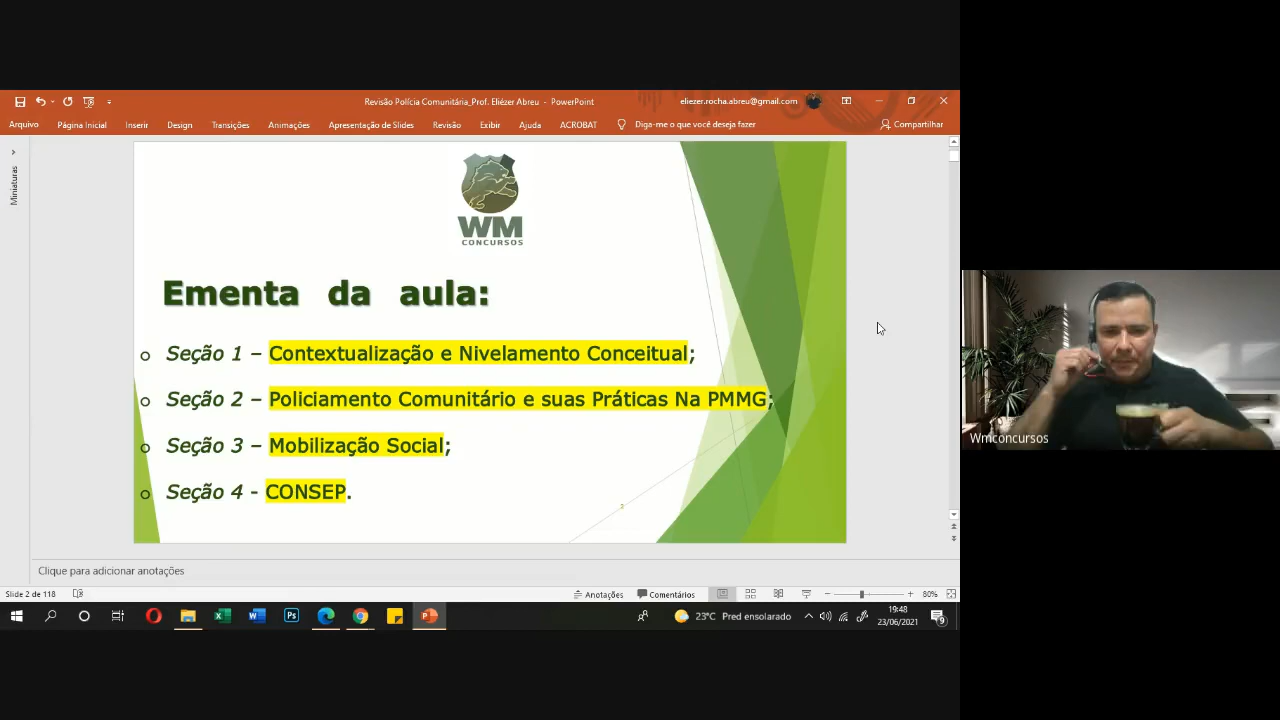 Revisão Polícia Comunitária_Prof. Eliézer Abreu - PowerPoint
eliezer.rocha.abreu@gmail.com
Arquivo
Página Inicial
Inserir
Design
Transições
Animações
Apresentação de Slides
Revisão
Exibir
Ajuda
ACROBAT
Diga-me o que você deseja fazer
Compartilhar
Miniaturas
WM
CONCURSOS
Ementa da aula:
Seção 1 – Contextualização e Nivelamento Conceitual;
Seção 2 – Policiamento Comunitário e suas Práticas Na PMMG;
Seção 3 – Mobilização Social;
Seção 4 - CONSEP.
2
Wmconcursos
Clique para adicionar anotações
Slide 2 de 118
Anotações
Comentários
80%
23°C Pred ensolarado
19:48
23/06/2021
9